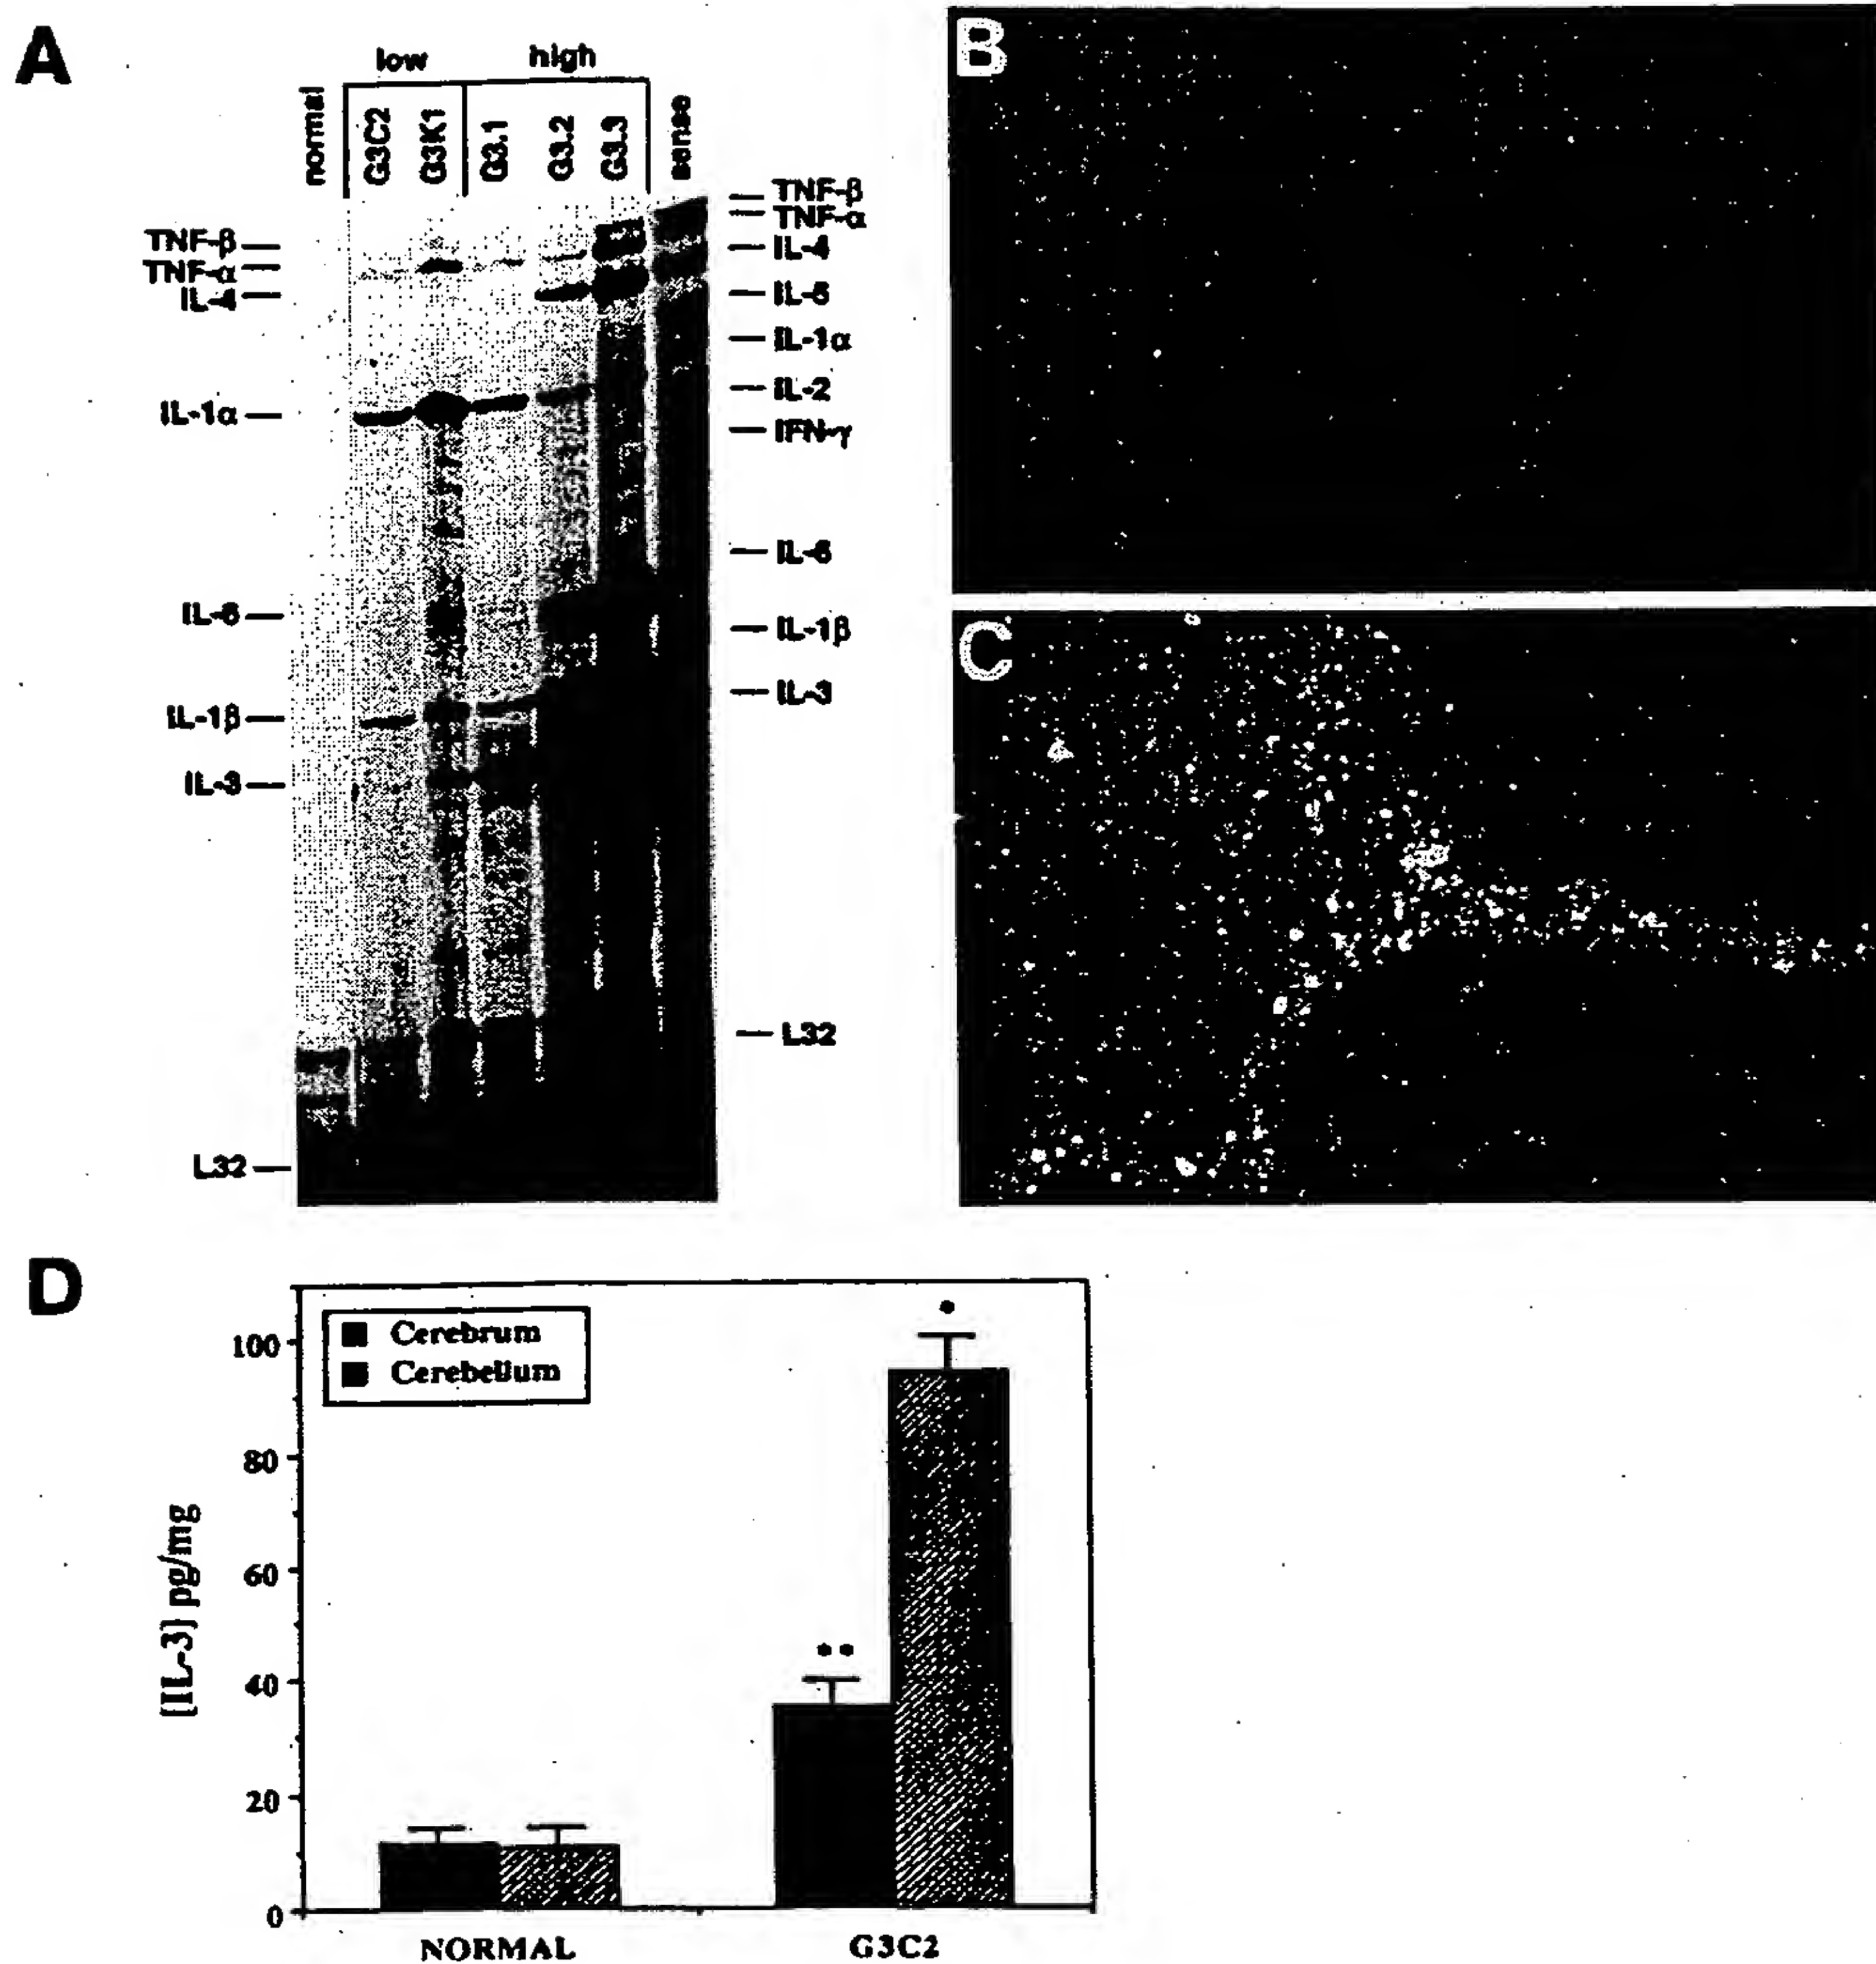 A
low high
normal
G3C2
G3K1
G3.1
G3.2
G3L3
sense
TNF-β
TNF-α
IL-4
IL-1α
IL-6
IL-1β
IL-3
L32
TNF-β
TNF-α
IL-4
IL-5
IL-1α
IL-2
IFN-γ
IL-6
IL-1β
IL-3
L32
B
C
D
Cerebrum
Cerebellum
[IL-3] pg/mg
100
80
60
40
20
0
**
*
NORMAL G3C2